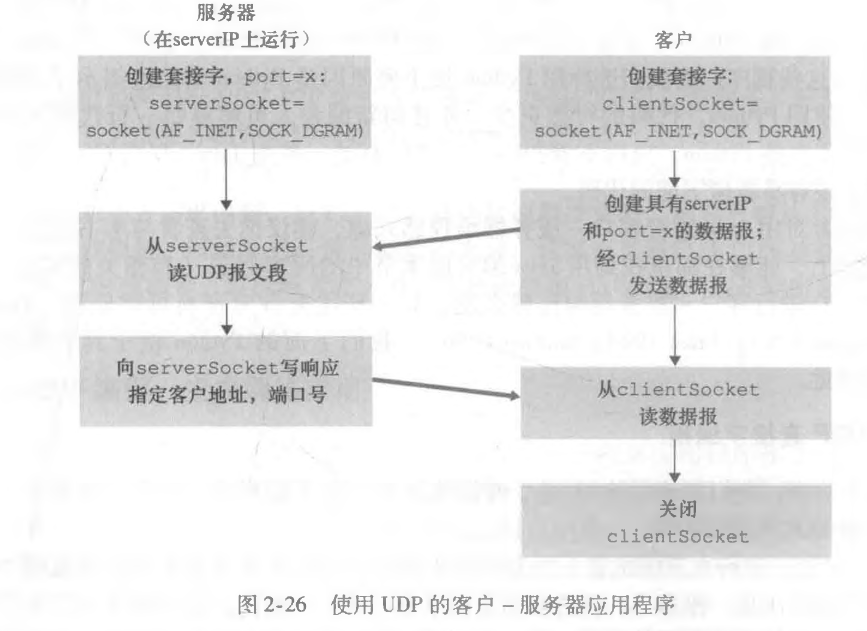 服务器
（在serverIP上运行）
创建套接字，port=x：
serverSocket=
socket(AF_INET,SOCK_DGRAM)
从serverSocket
读UDP报文段
向serverSocket写响应
指定客户地址，端口号
客户
创建套接字：
clientSocket=
socket(AF_INET,SOCK_DGRAM)
创建具有serverIP
和port=x的数据报；
经clientSocket
发送数据报
从clientSocket
读数据报
关闭
clientSocket
图 2-26 使用 UDP 的客户 – 服务器应用程序